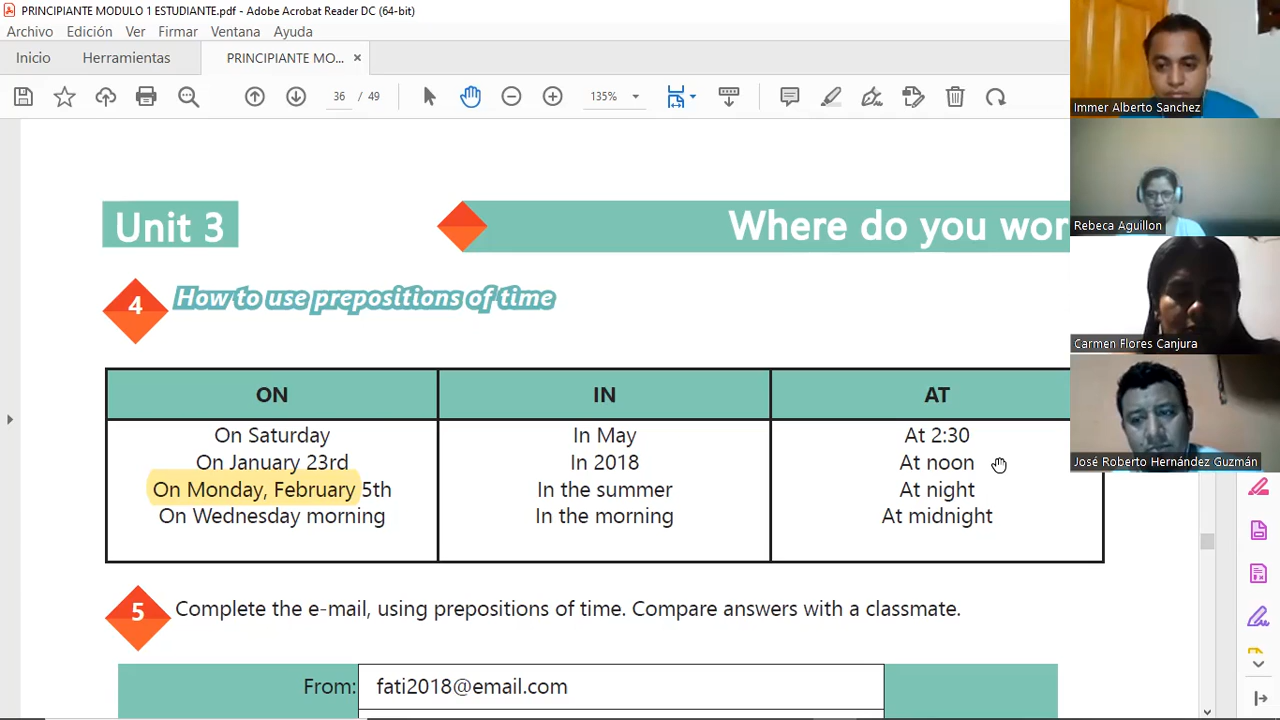 PRINCIPIANTE MODULO 1 ESTUDIANTE.pdf - Adobe Acrobat Reader DC (64-bit)
Archivo Edición Ver Firmar Ventana Ayuda
Inicio Herramientas PRINCIPIANTE MO... ×
36 / 49 135%
Immer Alberto Sanchez
Rebeca Aguillon
Carmen Flores Canjura
José Roberto Hernández Guzmán
Unit 3 Where do you wor
4 How to use prepositions of time
ON IN AT
On Saturday In May At 2:30
On January 23rd In 2018 At noon
On Monday, February 5th In the summer At night
On Wednesday morning In the morning At midnight
5 Complete the e-mail, using prepositions of time. Compare answers with a classmate.
From: fati2018@email.com